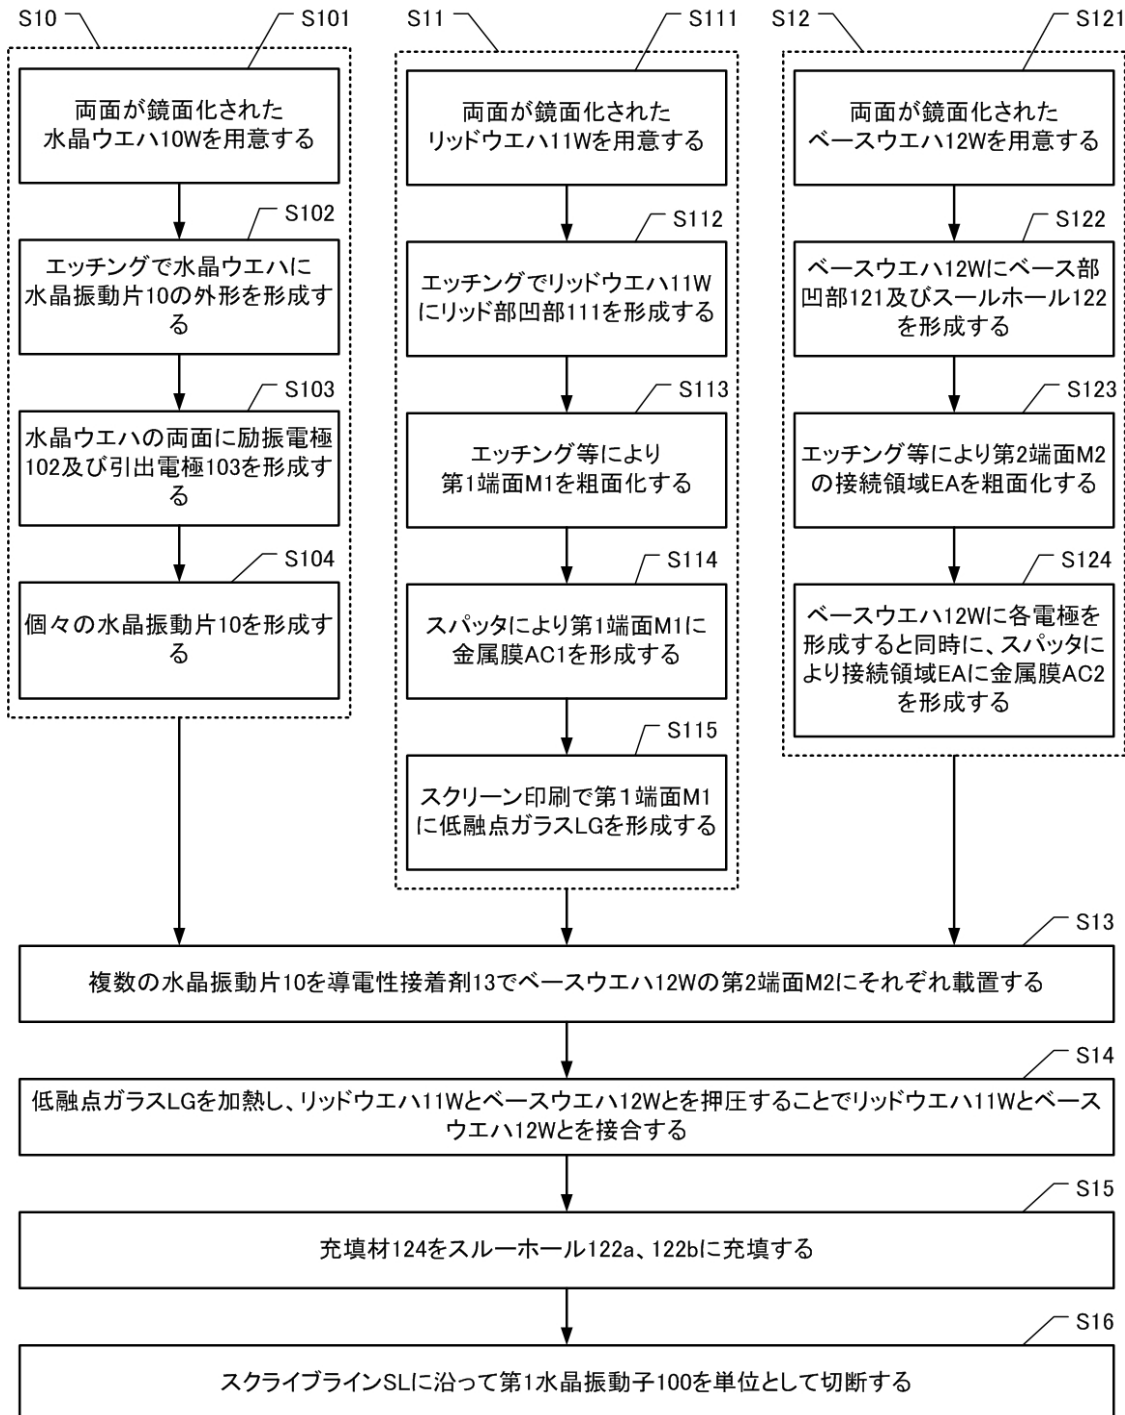 S10
S101
両面が鏡面化された
水晶ウエハ10Wを用意する
S102
エッチングで水晶ウエハに
水晶振動片10の外形を形成す
る
S103
水晶ウエハの両面に励振電極
102及び引出電極103を形成す
る
S104
個々の水晶振動片10を形成す
る
S11
S111
両面が鏡面化された
リッドウエハ11Wを用意する
S112
エッチングでリッドウエハ11W
にリッド部凹部111を形成する
S113
エッチング等により
第1端面M1を粗面化する
S114
スパッタにより第1端面M1に
金属膜AC1を形成する
S115
スクリーン印刷で第1端面M1
に低融点ガラスLGを形成する
S12
S121
両面が鏡面化された
ベースウエハ12Wを用意する
S122
ベースウエハ12Wにベース部
凹部121及びスールホール122
を形成する
S123
エッチング等により第2端面M2
の接続領域EAを粗面化する
S124
ベースウエハ12Wに各電極を
形成すると同時に、スパッタに
より接続領域EAに金属膜AC2
を形成する
S13
複数の水晶振動片10を導電性接着剤13でベースウエハ12Wの第2端面M2にそれぞれ載置する
S14
低融点ガラスLGを加熱し、リッドウエハ11Wとベースウエハ12Wとを押圧することでリッドウエハ11Wとベース
ウエハ12Wとを接合する
S15
充填材124をスルーホール122a、122bに充填する
S16
スクライブラインSLに沿って第1水晶振動子100を単位として切断する